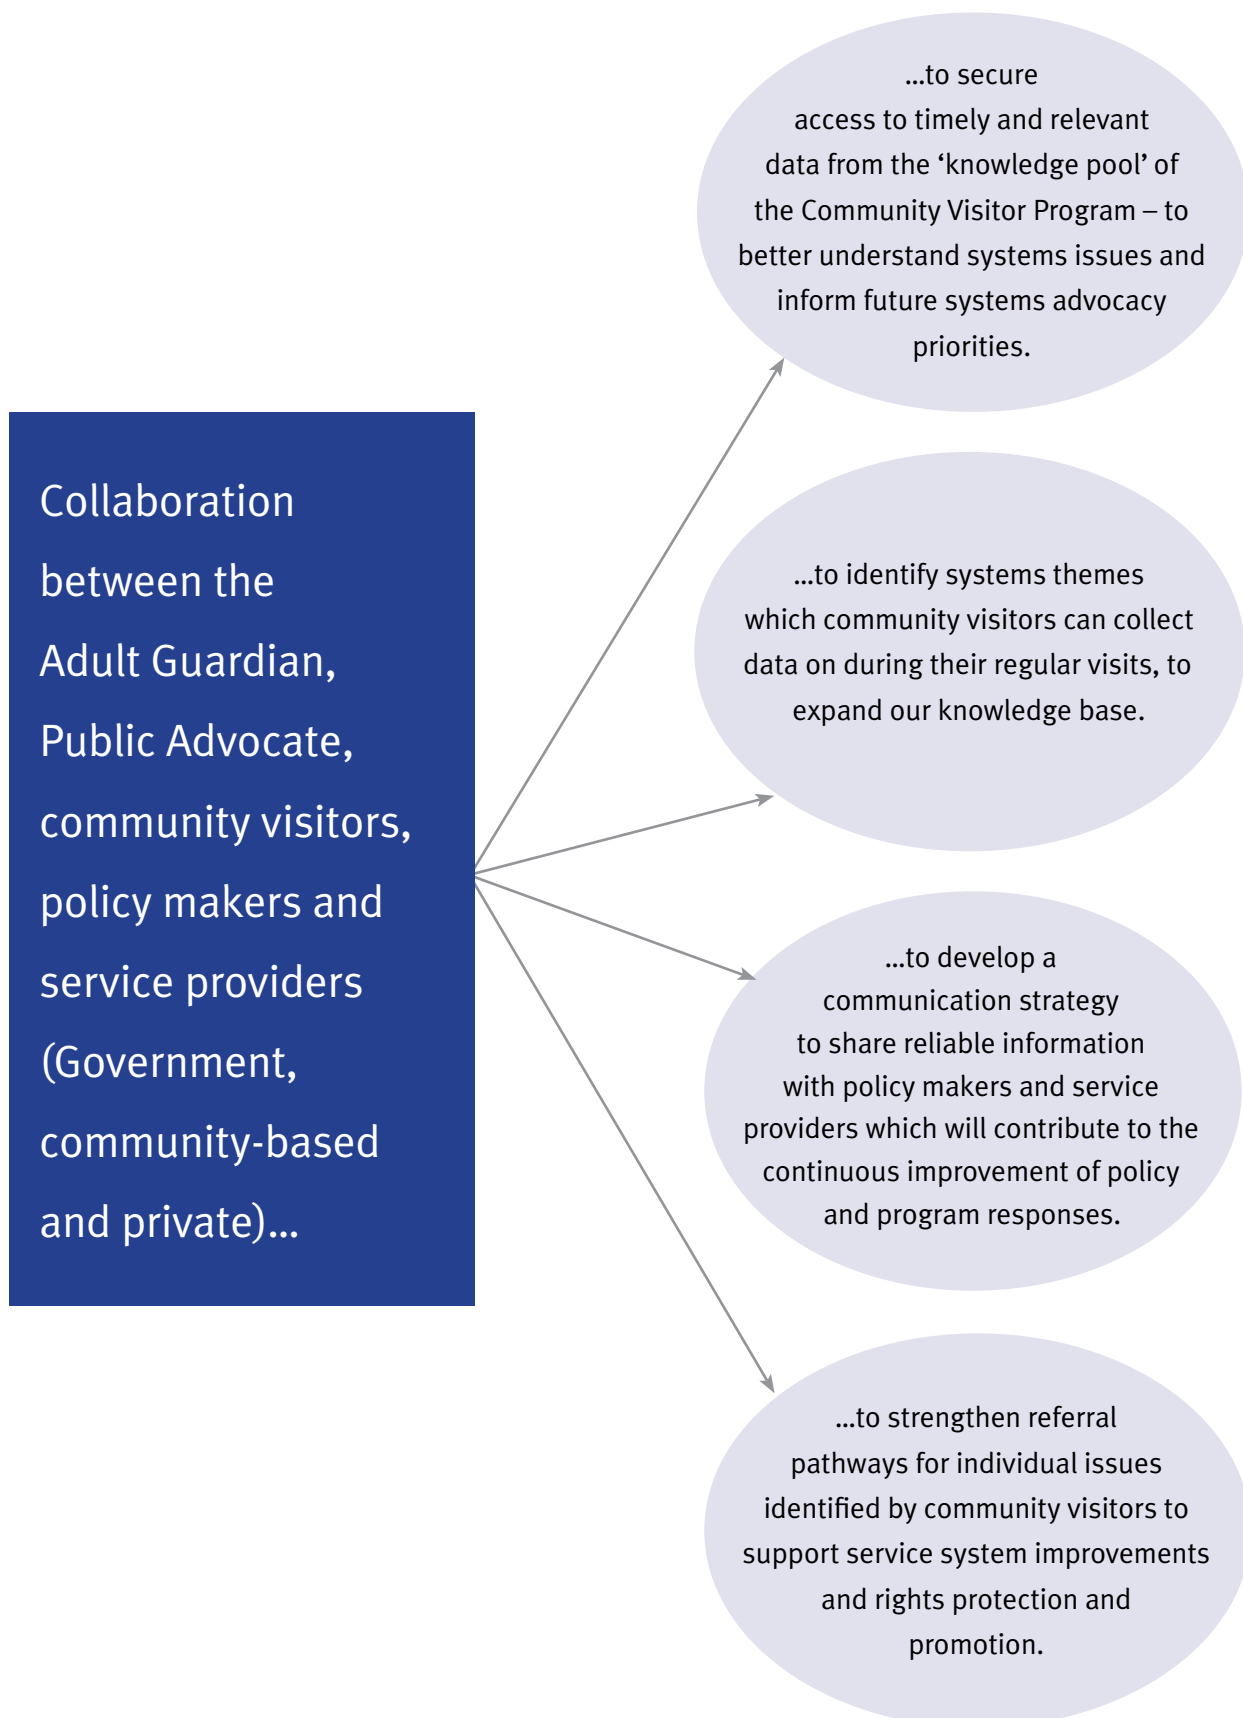 Collaboration
between the
Adult Guardian,
Public Advocate,
community visitors,
policy makers and
service providers
(Government,
community-based
and private)...
...to secure
access to timely and relevant
data from the ‘knowledge pool’ of
the Community Visitor Program – to
better understand systems issues and
inform future systems advocacy
priorities.
...to identify systems themes
which community visitors can collect
data on during their regular visits, to
expand our knowledge base.
...to develop a
communication strategy
to share reliable information
with policy makers and service
providers which will contribute to the
continuous improvement of policy
and program responses.
...to strengthen referral
pathways for individual issues
identified by community visitors to
support service system improvements
and rights protection and
promotion.